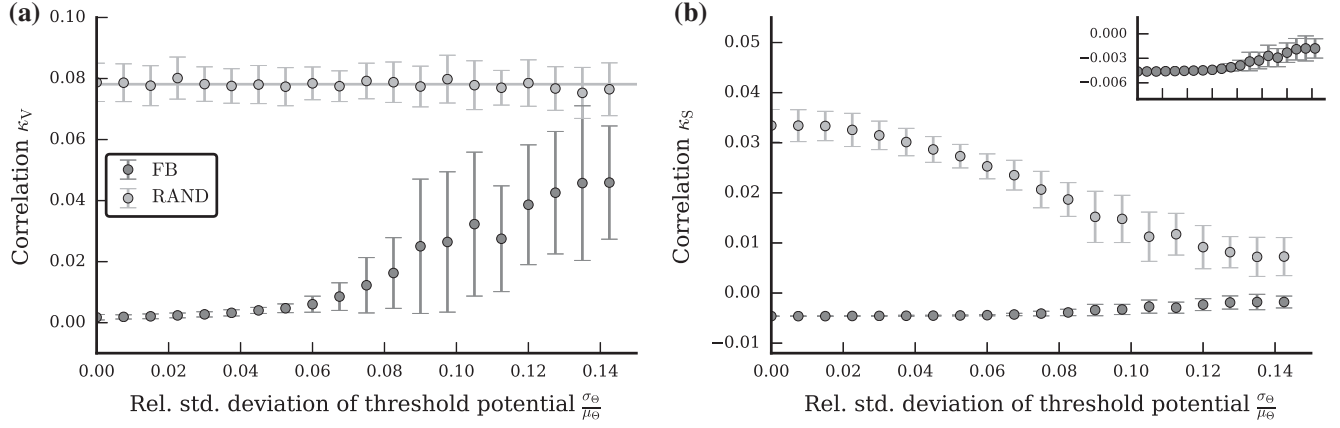 (a)
0.10
0.08
0.06
0.04
0.02
0.00
Correlation κV
FB
RAND
0.00 0.02 0.04 0.06 0.08 0.10 0.12 0.14
Rel. std. deviation of threshold potential σΘ/μΘ
(b)
0.05
0.04
0.03
0.02
0.01
0.00
−0.01
Correlation κS
0.000
−0.003
−0.006
0.00 0.02 0.04 0.06 0.08 0.10 0.12 0.14
Rel. std. deviation of threshold potential σΘ/μΘ